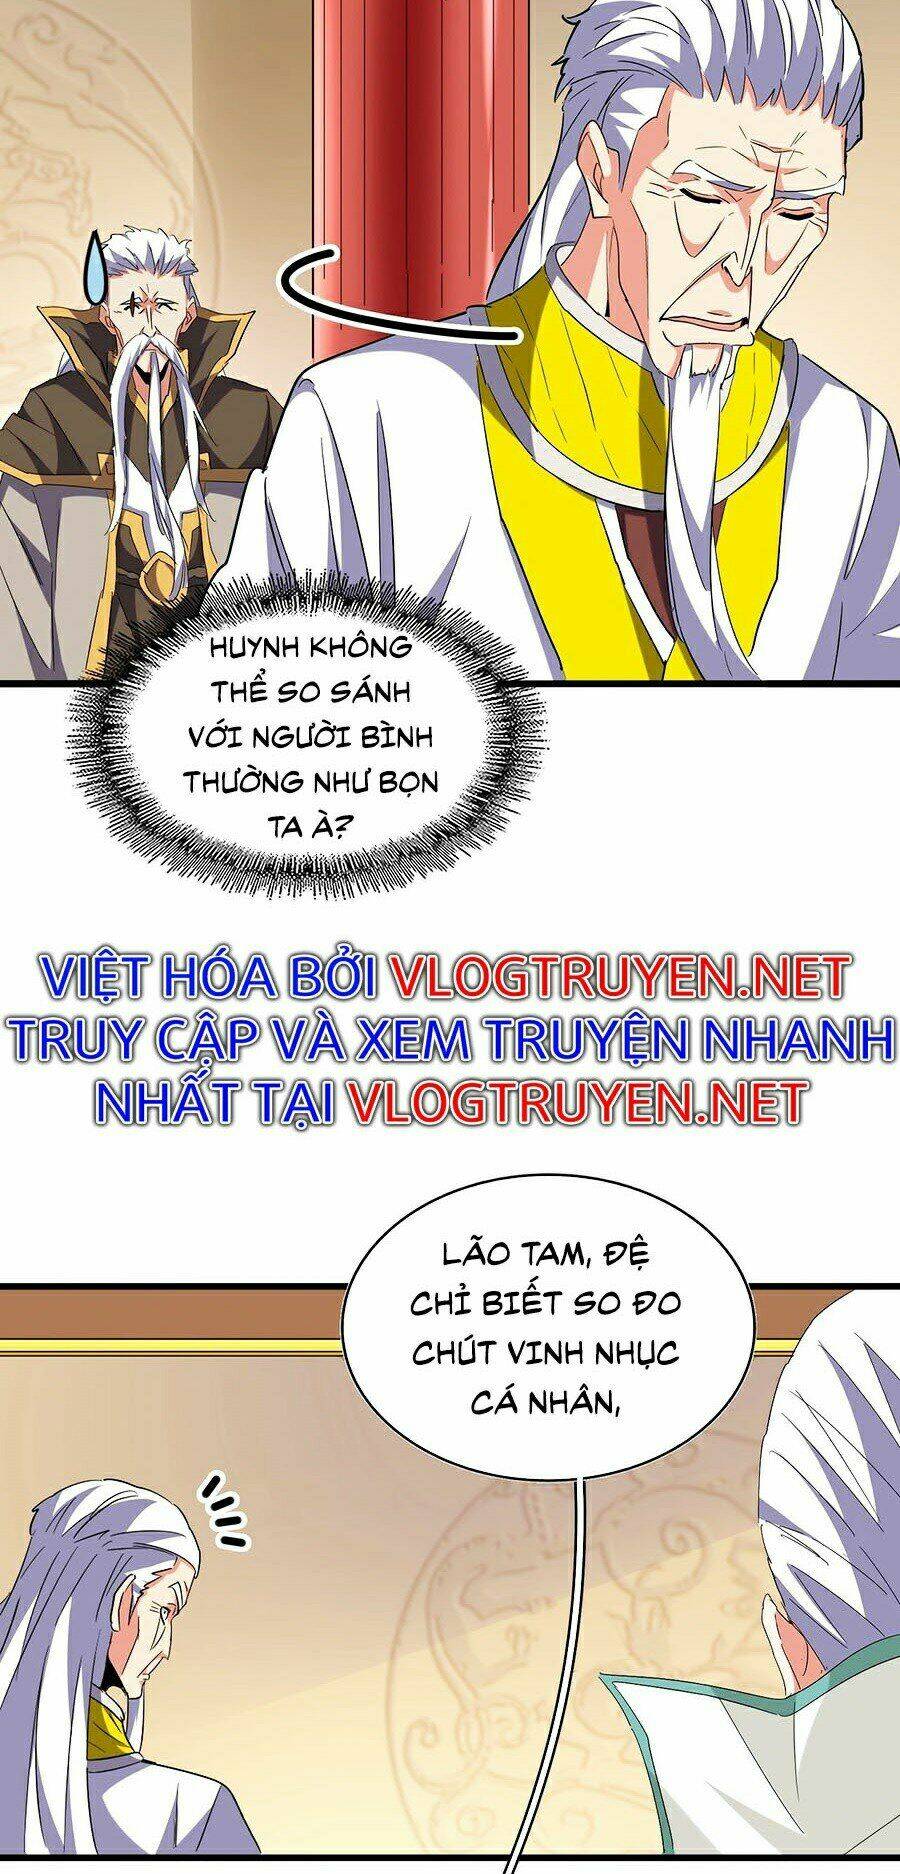 HUYNH KHÔNG
THỂ SO SÁNH
VỚI NGƯỜI BÌNH
THƯỜNG NHƯ BỌN
TA À?
VIỆT HÓA BỞI VLOGTRUYEN.NET
TRUY CẬP VÀ XEM TRUYỆN NHANH
NHẤT TẠI VLOGTRUYEN.NET
LÃO TAM, ĐỆ
CHỈ BIẾT SO ĐO
CHÚT VINH NHỤC
CÁ NHÂN,